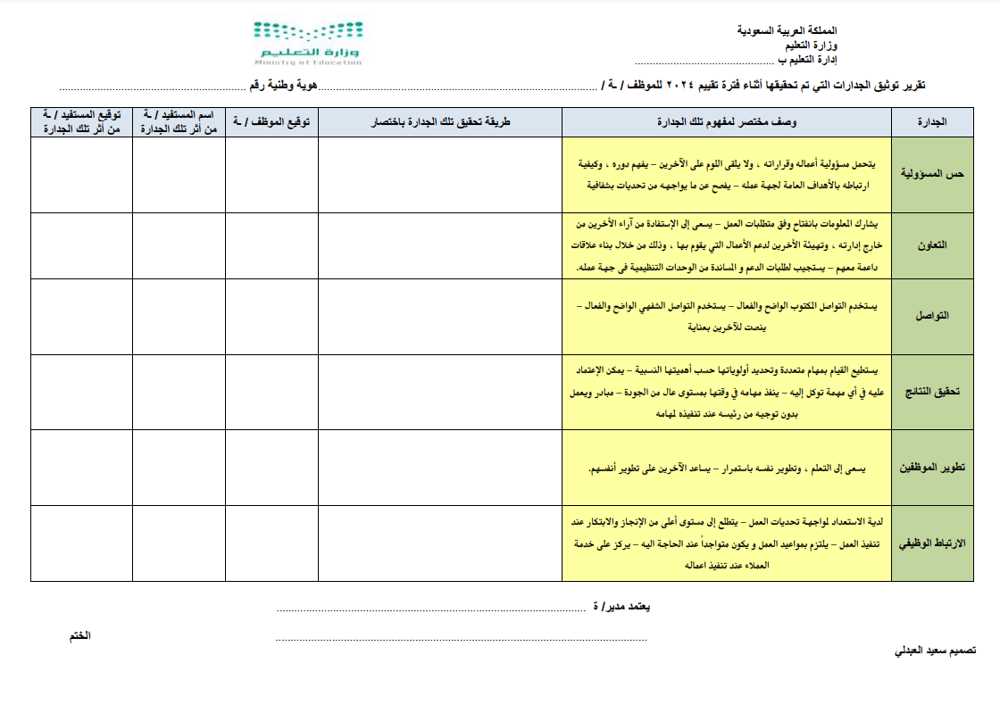 المملكة العربية السعودية
وزارة التعليم
إدارة التعليم ب ................................................
وزارة التعليم
Ministry of Education
تقرير توثيق الجدارات التي تم تحقيقها أثناء فترة تقييم ٢٠٢٤ للموظف / ـة / ................................................هوية وطنية رقم ................................................
الجدارة
وصف مختصر لمفهوم تلك الجدارة
طريقة تحقيق تلك الجدارة باختصار
توقيع الموظف / ـة
اسم المستفيد / ـة
من أثر تلك الجدارة
توقيع المستفيد / ـة
من أثر تلك الجدارة
حس المسؤولية
يتحمل مسؤولية أعماله وقراراته ، ولا يلقى اللوم على الآخرين – يفهم دوره ، وكيفية
ارتباطه بالأهداف العامة لجهة عمله – يفصح عن ما يواجهه من تحديات بشفافية
التعاون
يشارك المعلومات بانفتاح وفق متطلبات العمل – يسعى إلى الإستفادة من آراء الأخرين من
خارج إدارته ، وتهيئة الأخرين لدعم الأعمال التي يقوم بها ، وذلك من خلال بناء علاقات
داعمة معهم – يستجيب لطلبات الدعم و المساندة من الوحدات التنظيمية فى جهة عمله.
التواصل
يستخدم التواصل المكتوب الواضح والفعال – يستخدم التواصل الشفهي الواضح والفعال –
ينصت للآخرين بعناية
تحقيق النتائج
يستطيع القيام بمهام متعددة وتحديد أولوياتها حسب أهميتها النسبية – يمكن الإعتماد
عليه في أي مهمة توكل إليه – ينفذ مهامه في وقتها بمستوى عال من الجودة – مبادر ويعمل
بدون توجيه من رئيسه عند تنفيذه لمهامه
تطوير الموظفين
يسعى إلى التعلم ، وتطوير نفسه باستمرار – يساعد الآخرين على تطوير أنفسهم.
الارتباط الوظيفي
لدية الاستعداد لمواجهة تحديات العمل – يتطلع إلى مستوى أعلى من الإنجاز والابتكار عند
تنفيذ العمل – يلتزم بمواعيد العمل و يكون متواجداً عند الحاجة اليه – يركز على خدمة
العملاء عند تنفيذ اعماله
يعتمد مدير/ ة ................................................
................................................
الختم
تصميم سعيد العبدلي